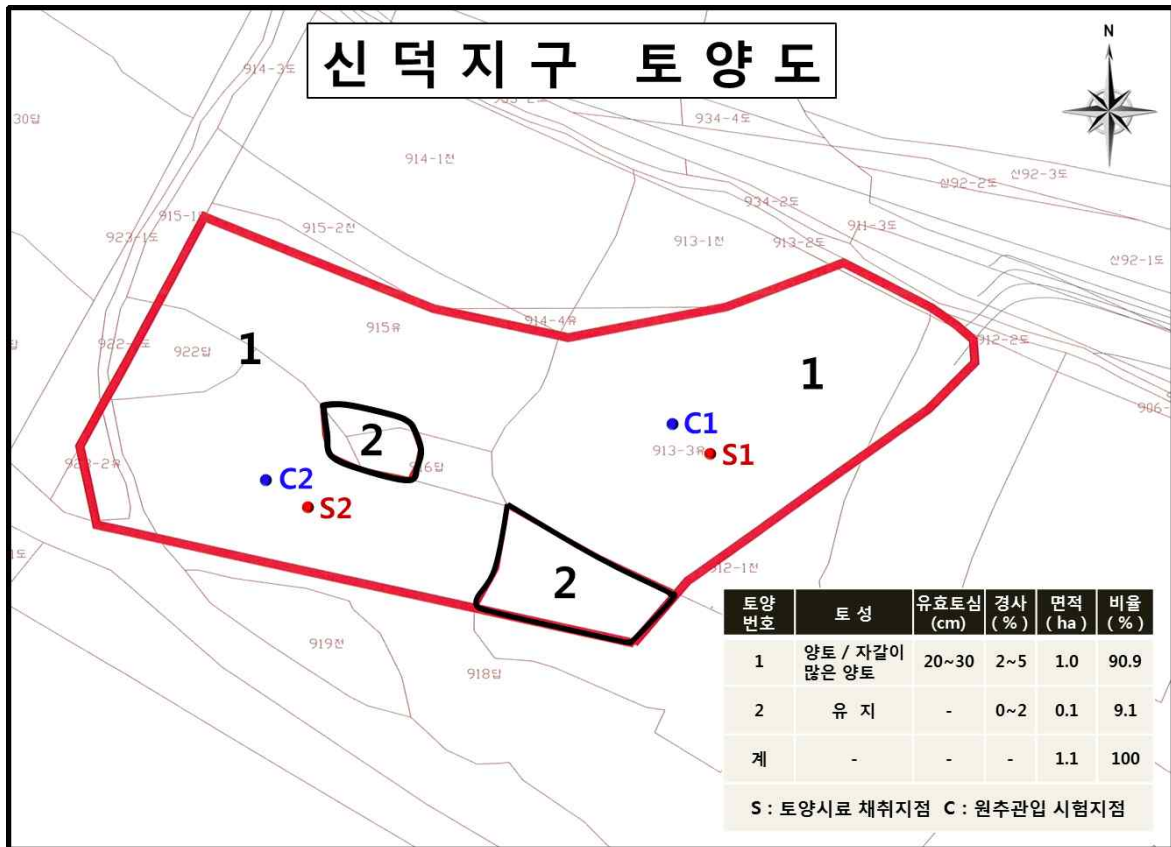 신덕지구 토양도
N
914-3도
30답
934-4도
914-1전
산92-3도
산92-2도
934-2도
915-2전
911-3도
923-1도
913-1전
913-2도
산92-1도
914-4유
915유
922답
912-2도
1
1
2
C1
913-3유
S1
916답
C2
S2
2
912-1전
919전
918답
토양 번호 토 성 유효토심 (cm) 경사 ( % ) 면적 ( ha ) 비율 ( % )
1 양토 / 자갈이 많은 양토 20~30 2~5 1.0 90.9
2 유 지 - 0~2 0.1 9.1
계 - - - 1.1 100
S : 토양시료 채취지점 C : 원추관입 시험지점